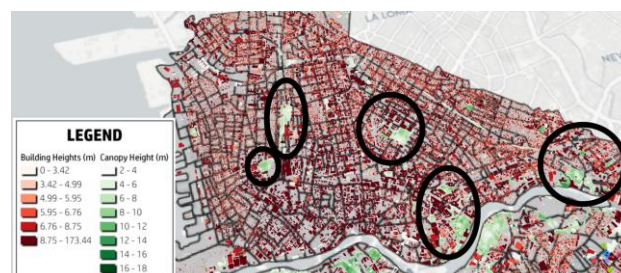 LA LOMA
NEW
LEGEND
Building Heights (m) Canopy Height (m)
0 - 3.42 2 - 4
3.42 - 4.99 4 - 6
4.99 - 5.95 6 - 8
5.95 - 6.76 8 - 10
6.76 - 8.75 10 - 12
8.75 - 173.44 12 - 14
14 - 16
16 - 18